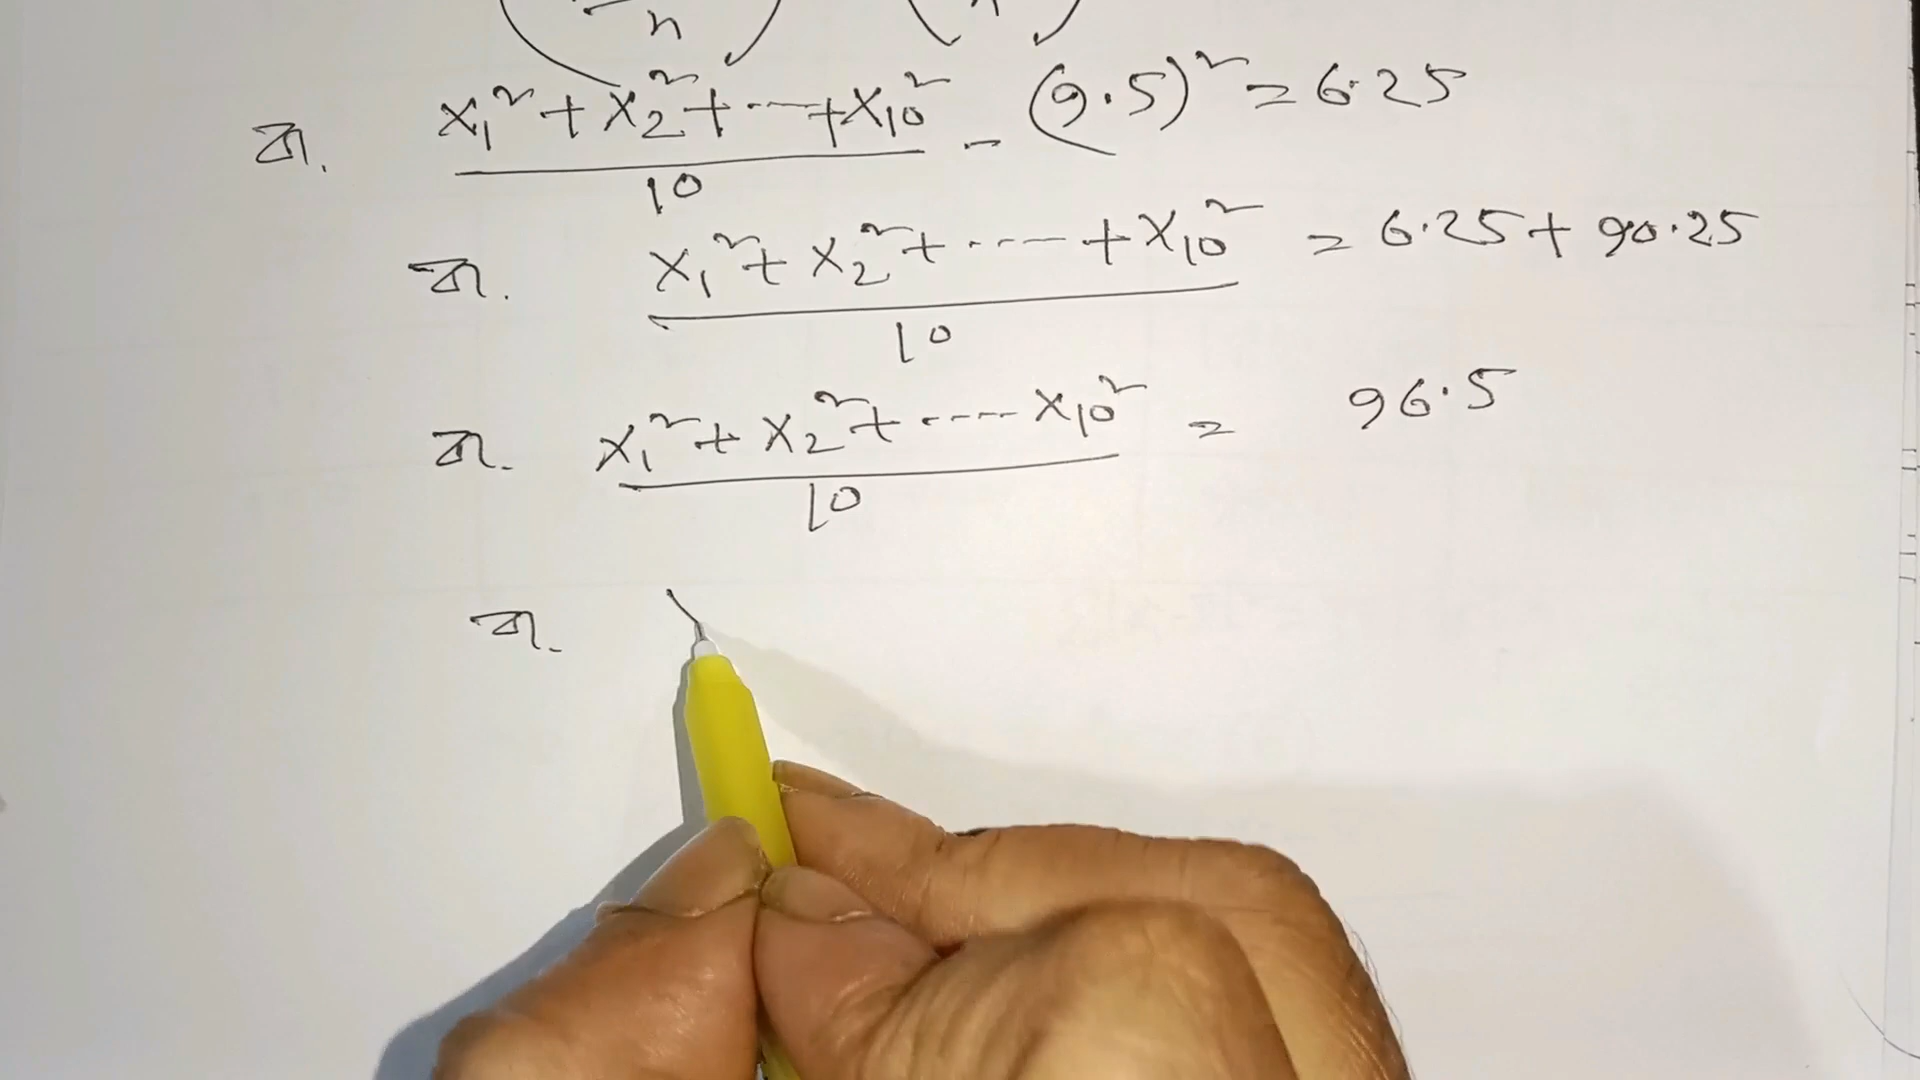 n n
বা. x₁² + x₂² + ---- + x₁₀² / 10 - (9.5)² = 6.25
বা. x₁² + x₂² + ---- + x₁₀² / 10 = 6.25 + 90.25
বা. x₁² + x₂² + ---- x₁₀² / 10 = 96.5
বা.